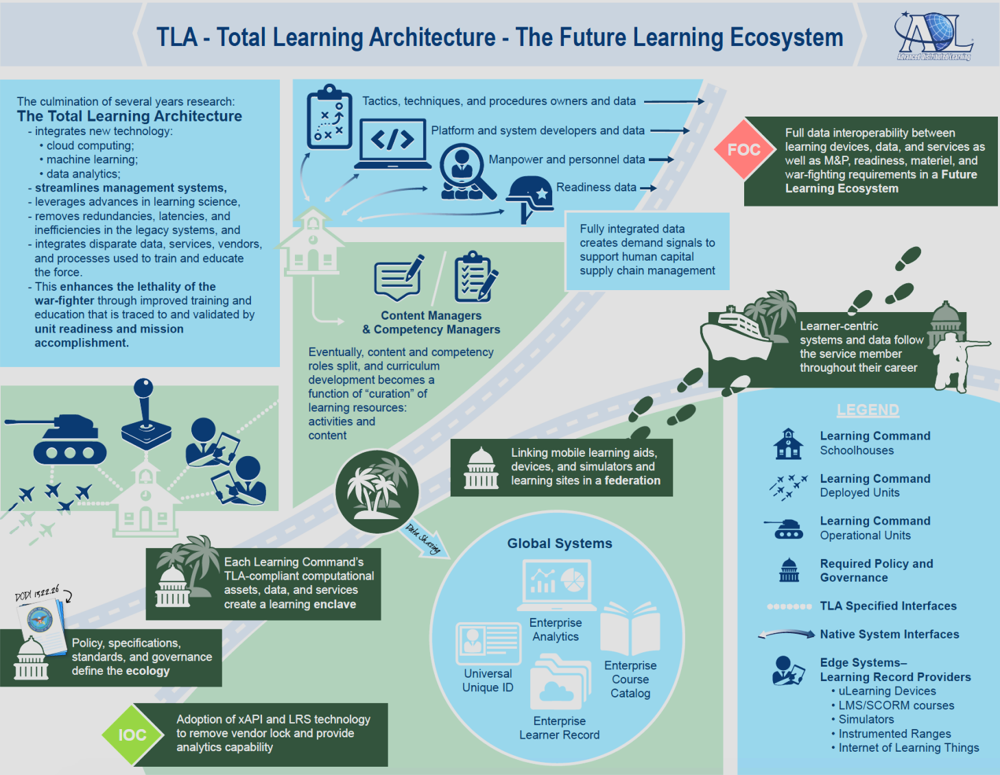 TLA - Total Learning Architecture - The Future Learning Ecosystem
ADL
Advanced Distributed Learning
The culmination of several years research:
The Total Learning Architecture
- integrates new technology:
• cloud computing;
• machine learning;
• data analytics;
- streamlines management systems,
- leverages advances in learning science,
- removes redundancies, latencies, and
inefficiencies in the legacy systems, and
- integrates disparate data, services, vendors,
and processes used to train and educate
the force.
- This enhances the lethality of the
war-fighter through improved training and
education that is traced to and validated by
unit readiness and mission
accomplishment.
Tactics, techniques, and procedures owners and data
Platform and system developers and data
</>
Manpower and personnel data
Readiness data
Fully integrated data
creates demand signals to
support human capital
supply chain management
FOC
Full data interoperability between
learning devices, data, and services as
well as M&P, readiness, materiel, and
war-fighting requirements in a Future
Learning Ecosystem
Content Managers
& Competency Managers
Eventually, content and competency
roles split, and curriculum
development becomes a
function of “curation” of
learning resources:
activities and
content
Learner-centric
systems and data follow
the service member
throughout their career
Linking mobile learning aids,
devices, and simulators and
learning sites in a federation
Data Sharing
Each Learning Command's
TLA-compliant computational
assets, data, and services
create a learning enclave
DODI 1322.26
Policy, specifications,
standards, and governance
define the ecology
IOC
Adoption of xAPI and LRS technology
to remove vendor lock and provide
analytics capability
Global Systems
Enterprise
Analytics
Universal
Unique ID
Enterprise
Course
Catalog
Enterprise
Learner Record
LEGEND
Learning Command
Schoolhouses
Learning Command
Deployed Units
Learning Command
Operational Units
Required Policy and
Governance
TLA Specified Interfaces
Native System Interfaces
Edge Systems–
Learning Record Providers
• uLearning Devices
• LMS/SCORM courses
• Simulators
• Instrumented Ranges
• Internet of Learning Things